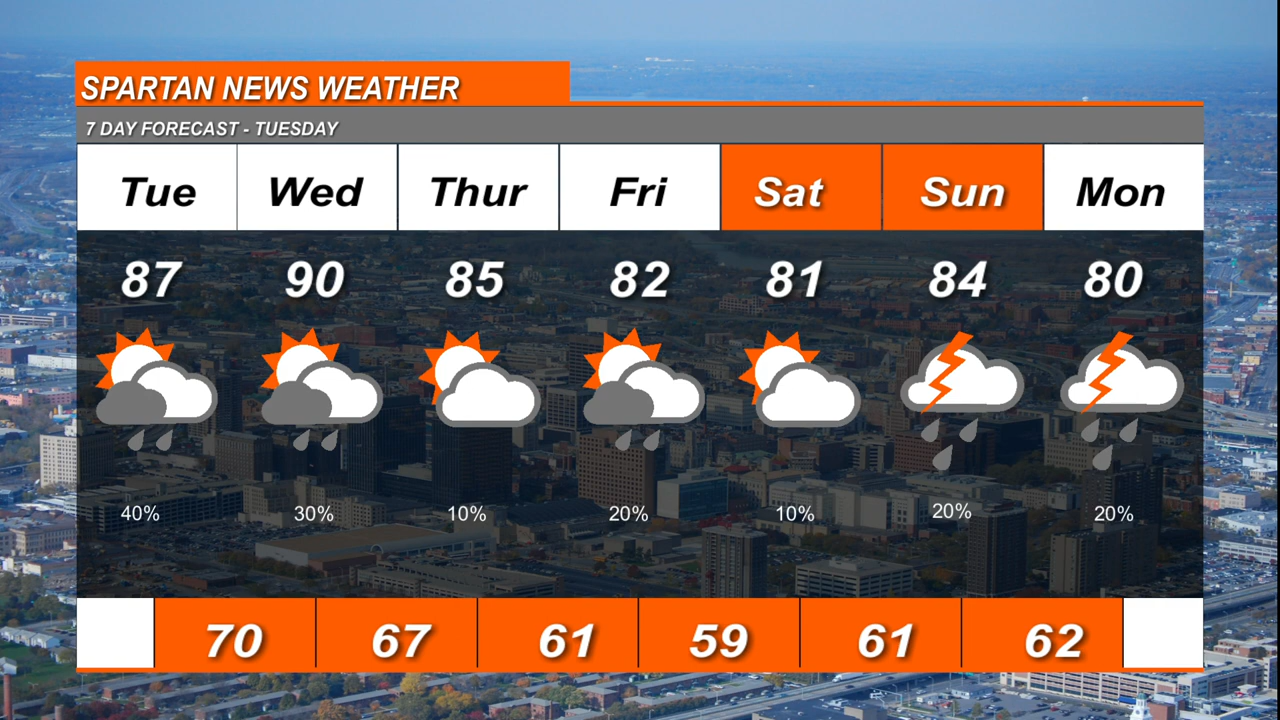 SPARTAN NEWS WEATHER
7 DAY FORECAST - TUESDAY
Tue Wed Thur Fri Sat Sun Mon
87 90 85 82 81 84 80
40% 30% 10% 20% 10% 20% 20%
70 67 61 59 61 62